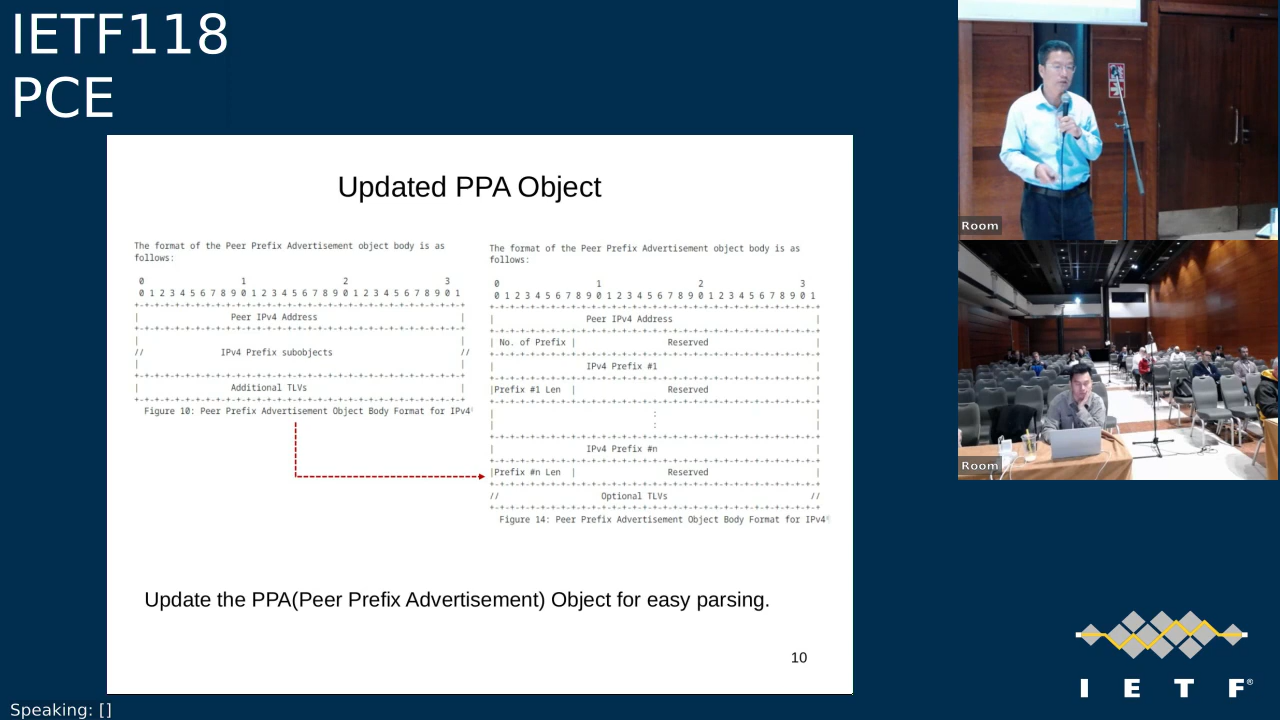 IETF118
PCE
Updated PPA Object
The format of the Peer Prefix Advertisement object body is as
follows:
0 1 2 3
0 1 2 3 4 5 6 7 8 9 0 1 2 3 4 5 6 7 8 9 0 1 2 3 4 5 6 7 8 9 0 1
+-+-+-+-+-+-+-+-+-+-+-+-+-+-+-+-+-+-+-+-+-+-+-+-+-+-+-+-+-+-+-+-+
| Peer IPv4 Address |
+-+-+-+-+-+-+-+-+-+-+-+-+-+-+-+-+-+-+-+-+-+-+-+-+-+-+-+-+-+-+-+-+
| |
// IPv4 Prefix subobjects //
| |
+-+-+-+-+-+-+-+-+-+-+-+-+-+-+-+-+-+-+-+-+-+-+-+-+-+-+-+-+-+-+-+-+
| Additional TLVs |
+-+-+-+-+-+-+-+-+-+-+-+-+-+-+-+-+-+-+-+-+-+-+-+-+-+-+-+-+-+-+-+-+
Figure 10: Peer Prefix Advertisement Object Body Format for IPv4
The format of the Peer Prefix Advertisement object body is as
follows:
0 1 2 3
0 1 2 3 4 5 6 7 8 9 0 1 2 3 4 5 6 7 8 9 0 1 2 3 4 5 6 7 8 9 0 1
+-+-+-+-+-+-+-+-+-+-+-+-+-+-+-+-+-+-+-+-+-+-+-+-+-+-+-+-+-+-+-+-+
| Peer IPv4 Address |
+-+-+-+-+-+-+-+-+-+-+-+-+-+-+-+-+-+-+-+-+-+-+-+-+-+-+-+-+-+-+-+-+
| No. of Prefix | Reserved |
+-+-+-+-+-+-+-+-+-+-+-+-+-+-+-+-+-+-+-+-+-+-+-+-+-+-+-+-+-+-+-+-+
| IPv4 Prefix #1 |
+-+-+-+-+-+-+-+-+-+-+-+-+-+-+-+-+-+-+-+-+-+-+-+-+-+-+-+-+-+-+-+-+
|Prefix #1 Len | Reserved |
+-+-+-+-+-+-+-+-+-+-+-+-+-+-+-+-+-+-+-+-+-+-+-+-+-+-+-+-+-+-+-+-+
| : |
| : |
+-+-+-+-+-+-+-+-+-+-+-+-+-+-+-+-+-+-+-+-+-+-+-+-+-+-+-+-+-+-+-+-+
| IPv4 Prefix #n |
+-+-+-+-+-+-+-+-+-+-+-+-+-+-+-+-+-+-+-+-+-+-+-+-+-+-+-+-+-+-+-+-+
|Prefix #n Len | Reserved |
+-+-+-+-+-+-+-+-+-+-+-+-+-+-+-+-+-+-+-+-+-+-+-+-+-+-+-+-+-+-+-+-+
// Optional TLVs //
+-+-+-+-+-+-+-+-+-+-+-+-+-+-+-+-+-+-+-+-+-+-+-+-+-+-+-+-+-+-+-+-+
Figure 14: Peer Prefix Advertisement Object Body Format for IPv4
Update the PPA(Peer Prefix Advertisement) Object for easy parsing.
10
Room
Room
I E T F®
Speaking: []